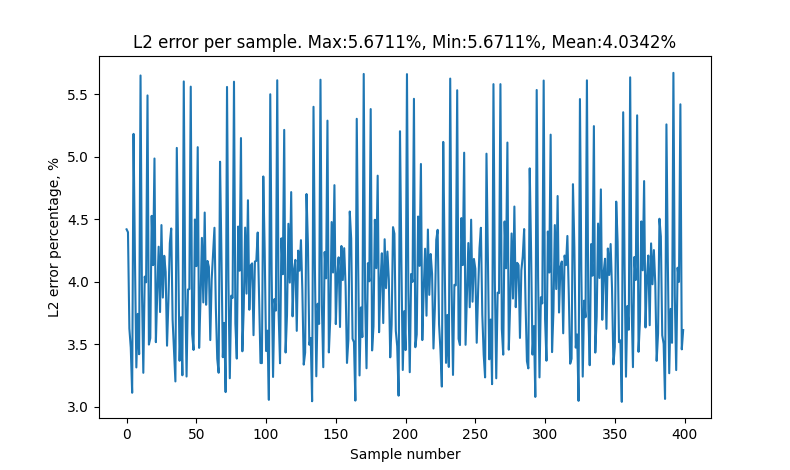 L2 error per sample. Max:5.6711%, Min:5.6711%, Mean:4.0342%
L2 error percentage, %
5.5
5.0
4.5
4.0
3.5
3.0
0 50 100 150 200 250 300 350 400
Sample number